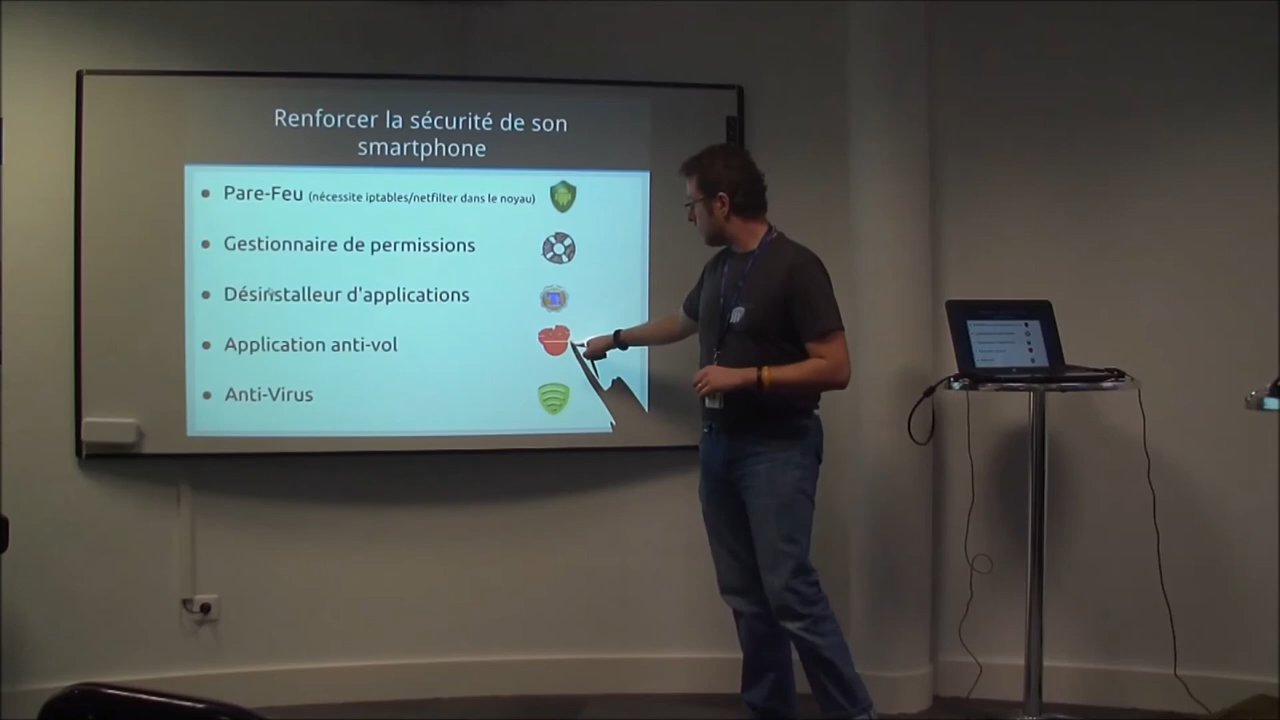 Renforcer la sécurité de son
smartphone
Pare-Feu (nécessite iptables/netfilter dans le noyau)
Gestionnaire de permissions
Désinstalleur d'applications
Application anti-vol
Anti-Virus